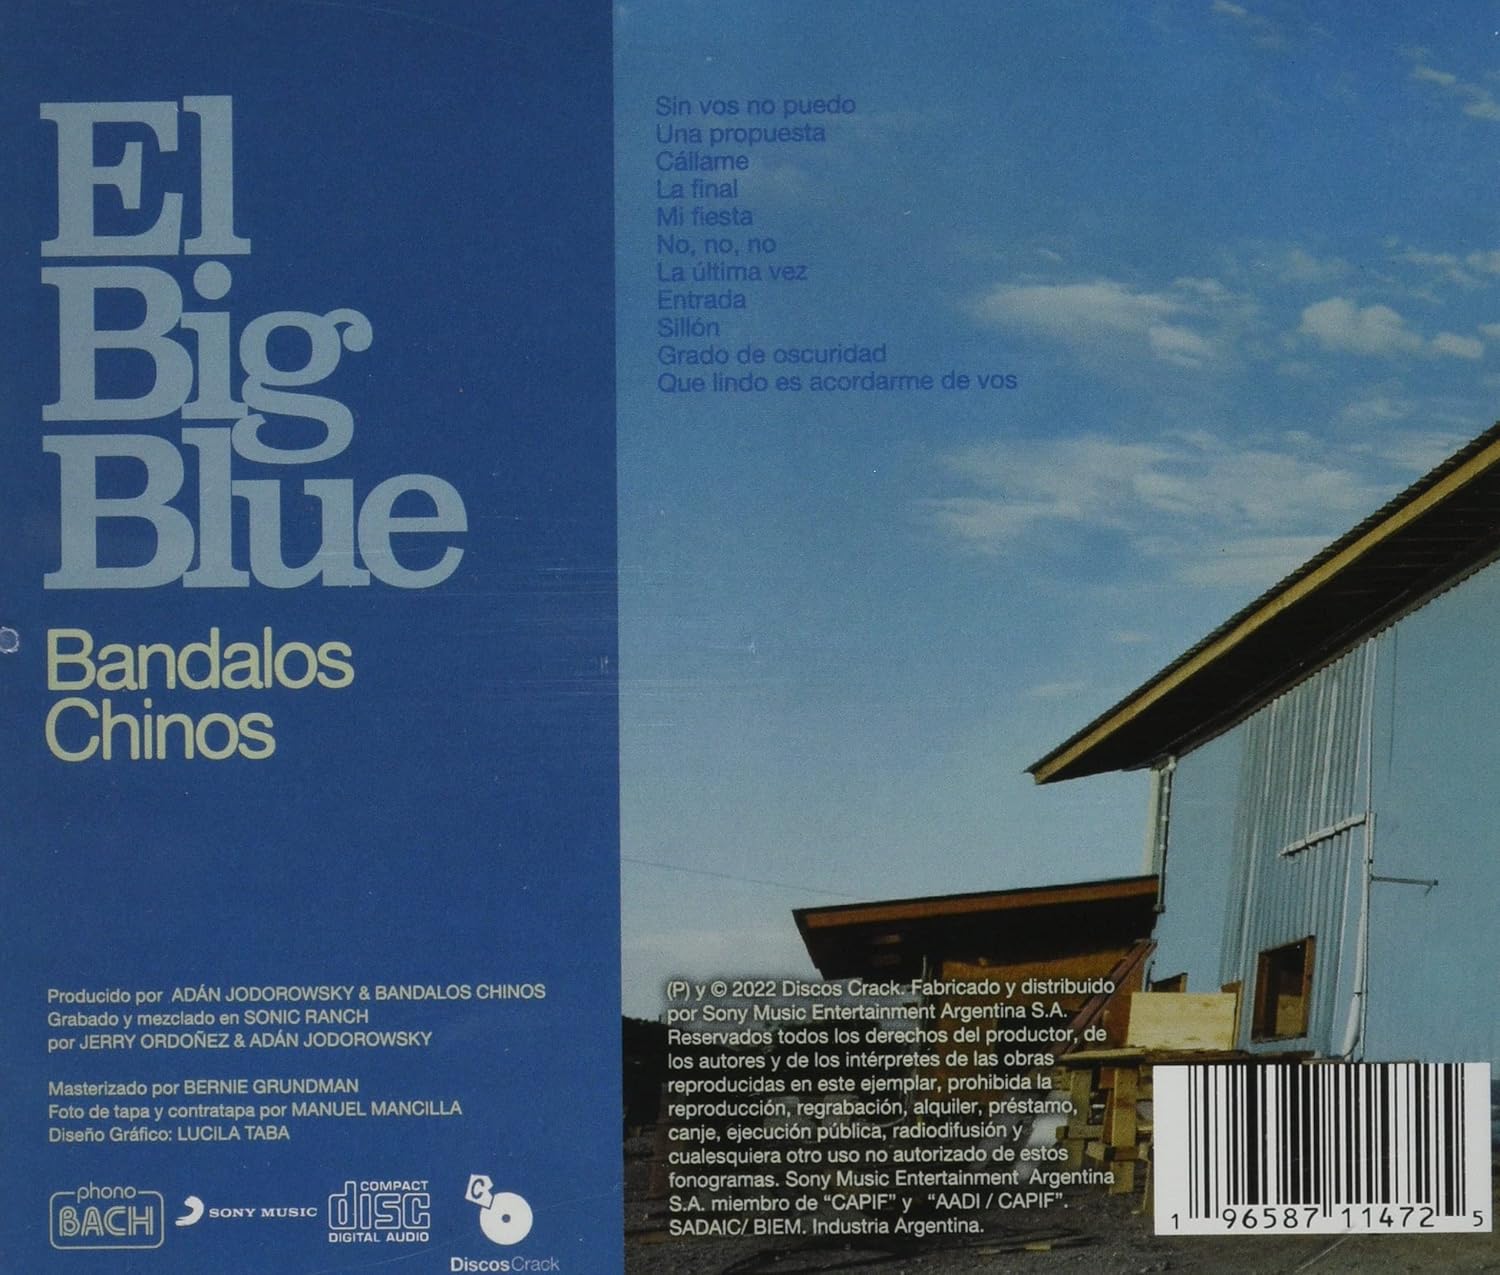 El
Big
Blue
Bandalos
Chinos
Sin vos no puedo
Una propuesta
Cállame
La final
Mi fiesta
No, no, no
La última vez
Entrada
Sillón
Grado de oscuridad
Que lindo es acordarme de vos
Producido por ADÁN JODOROWSKY & BANDALOS CHINOS
Grabado y mezclado en SONIC RANCH
por JERRY ORDOÑEZ & ADÁN JODOROWSKY
Masterizado por BERNIE GRUNDMAN
Foto de tapa y contratapa por MANUEL MANCILLA
Diseño Gráfico: LUCILA TABA
phono
BACH
SONY MUSIC
COMPACT
disc
DIGITAL AUDIO
C
DiscosCrack
(P) y © 2022 Discos Crack. Fabricado y distribuido
por Sony Music Entertainment Argentina S.A.
Reservados todos los derechos del productor, de
los autores y de los intérpretes de las obras
reproducidas en este ejemplar, prohibida la
reproducción, regrabación, alquiler, préstamo,
canje, ejecución pública, radiodifusión y
cualesquiera otro uso no autorizado de estos
fonogramas. Sony Music Entertainment Argentina
S.A. miembro de “CAPIF” y “AADI / CAPIF”.
SADAIC/ BIEM. Industria Argentina.
1 96587 11472 5